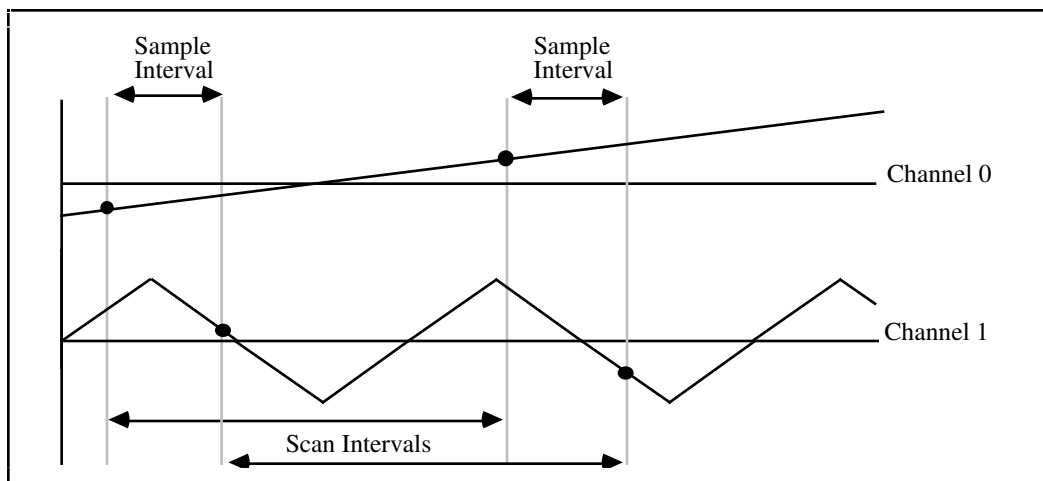 Sample
Interval
Sample
Interval
Channel 0
Channel 1
Scan Intervals